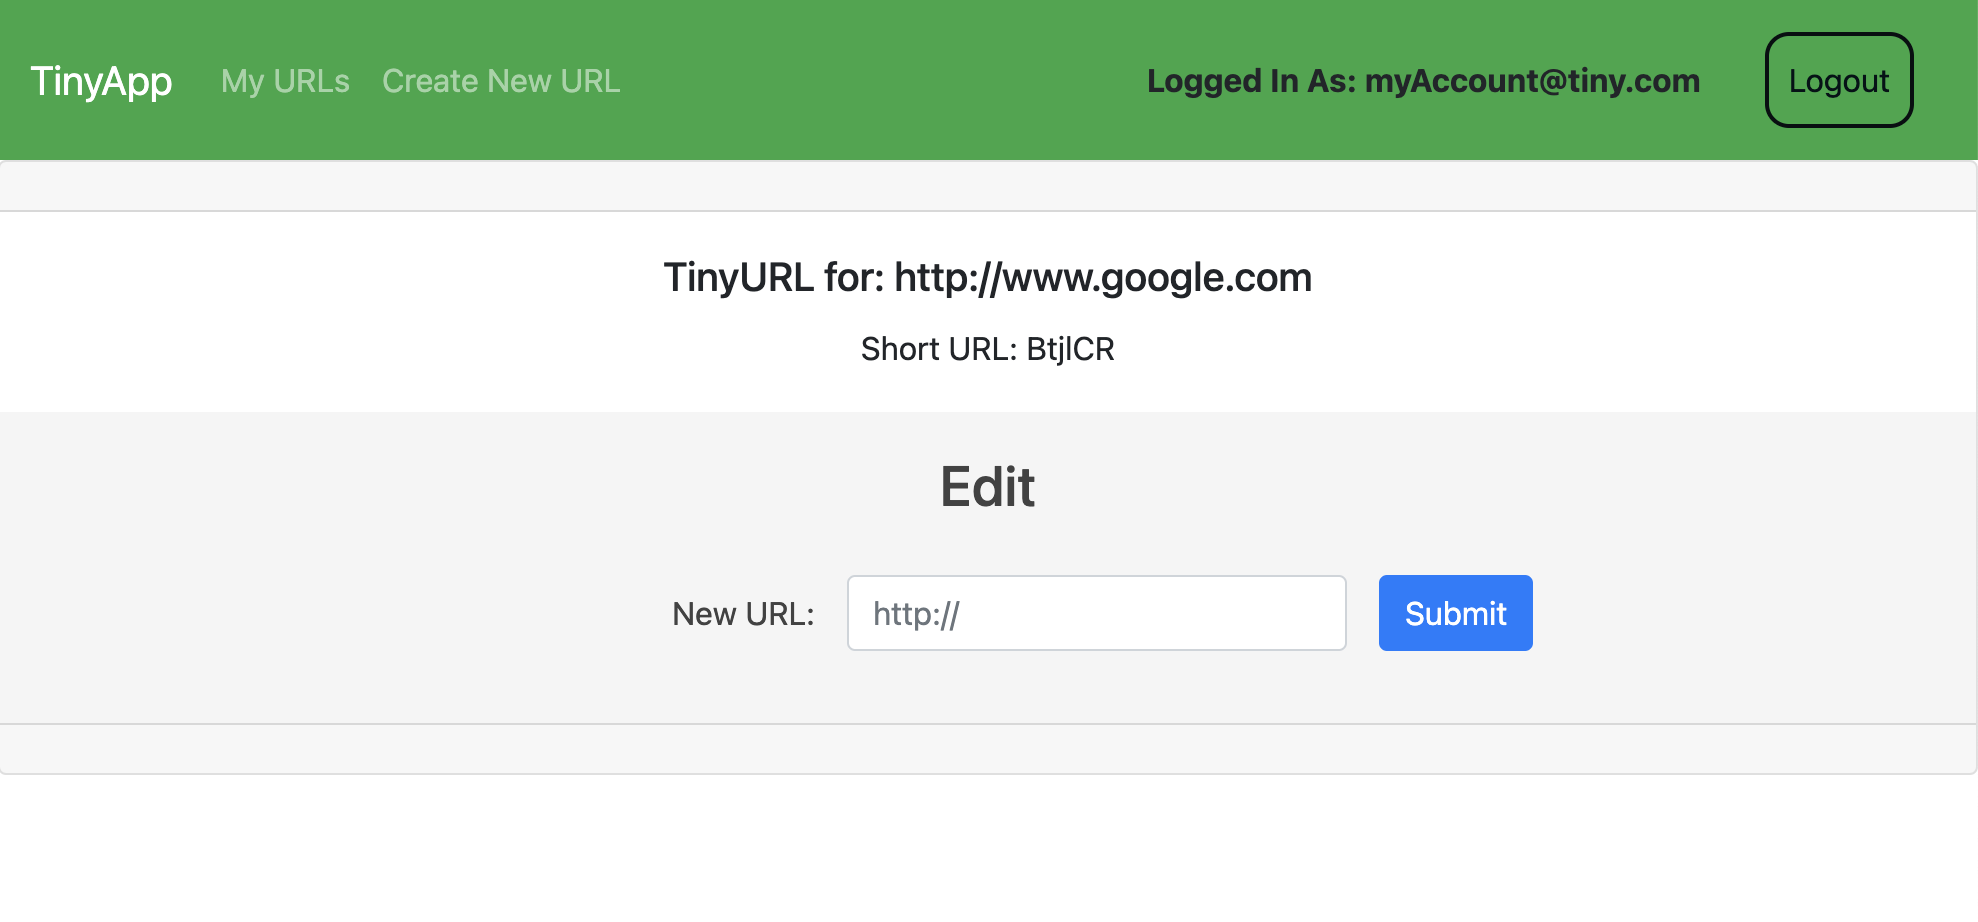 TinyApp My URLs Create New URL Logged In As: myAccount@tiny.com Logout
TinyURL for: http://www.google.com
Short URL: BtjlCR
Edit
New URL: http:// Submit